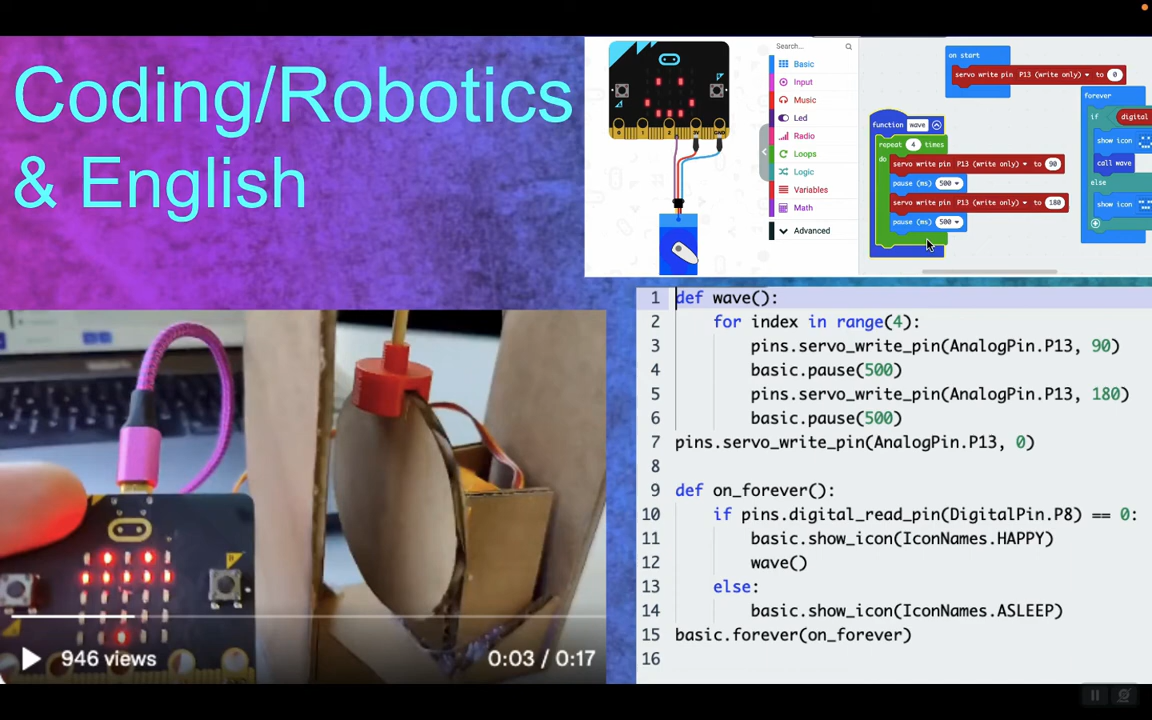 Coding/Robotics
& English
0 1 2 3V GND
Search...
Basic
Input
Music
Led
Radio
Loops
Logic
Variables
Math
Advanced
on start
servo write pin P13 (write only) to 0
function wave
repeat 4 times
do
servo write pin P13 (write only) to 90
pause (ms) 500
servo write pin P13 (write only) to 180
pause (ms) 500
forever
if digital
show icon
call wave
else
show icon
1 def wave():
2 for index in range(4):
3 pins.servo_write_pin(AnalogPin.P13, 90)
4 basic.pause(500)
5 pins.servo_write_pin(AnalogPin.P13, 180)
6 basic.pause(500)
7 pins.servo_write_pin(AnalogPin.P13, 0)
8
9 def on_forever():
10 if pins.digital_read_pin(DigitalPin.P8) == 0:
11 basic.show_icon(IconNames.HAPPY)
12 wave()
13 else:
14 basic.show_icon(IconNames.ASLEEP)
15 basic.forever(on_forever)
16
946 views
0:03 / 0:17